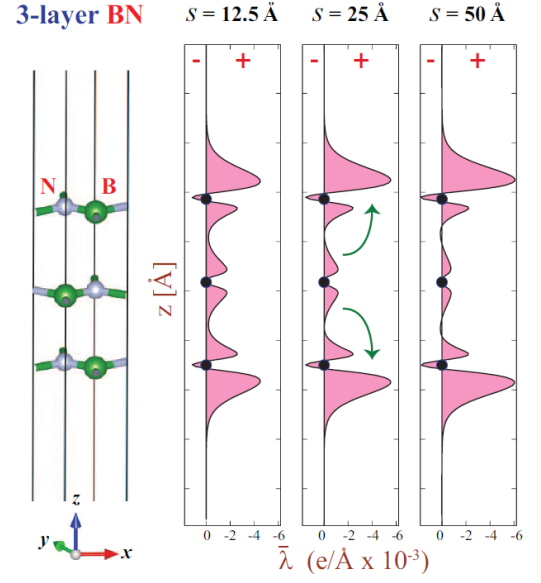 3-layer BN
S = 12.5 Å S = 25 Å S = 50 Å
- + - + - +
N B
z [Å]
z
y x
0 -2 -4 -6 0 -2 -4 -6 0 -2 -4 -6
λ̅ (e/Å x 10⁻³)